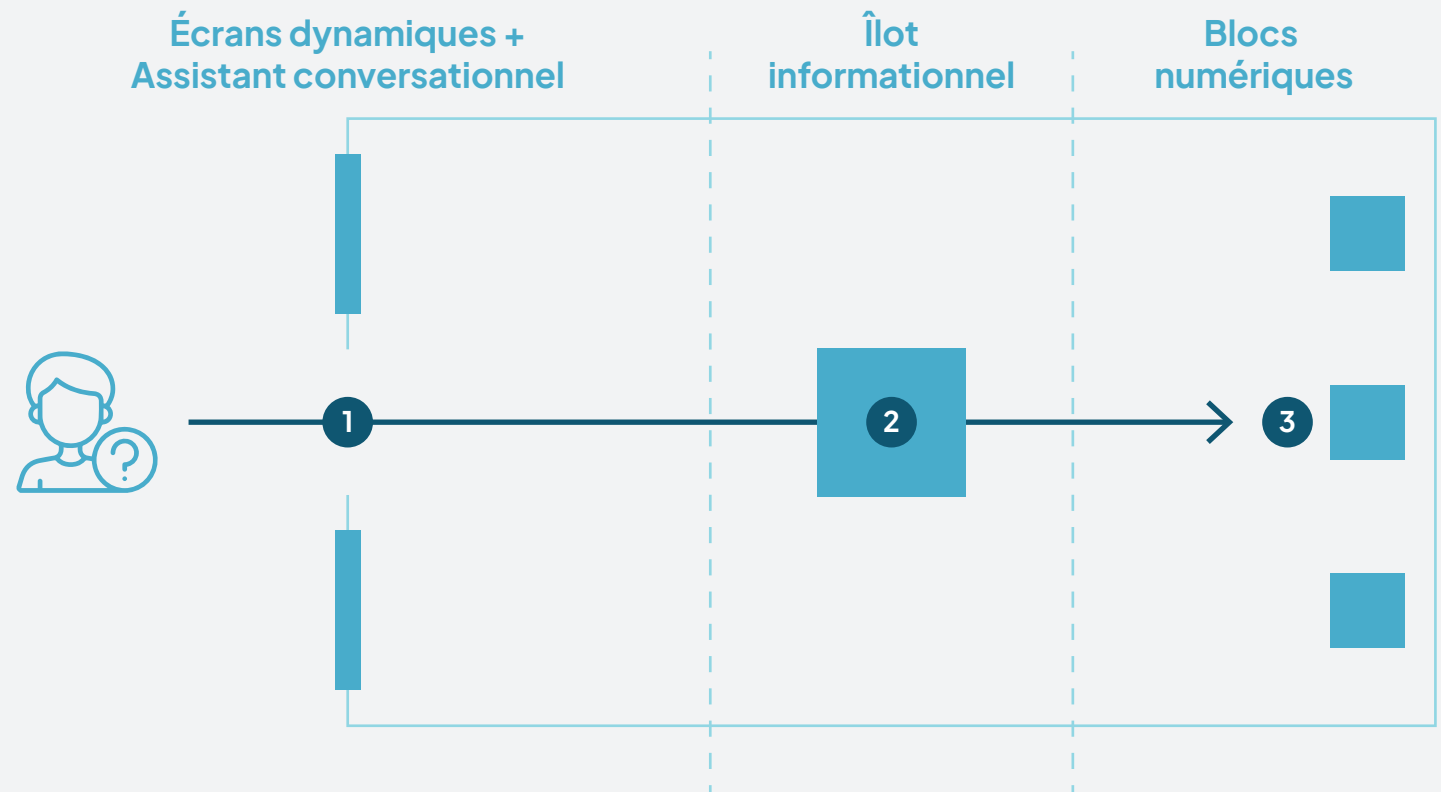 Écrans dynamiques +
Assistant conversationnel
Îlot
informationnel
Blocs
numériques
?
1
2
3